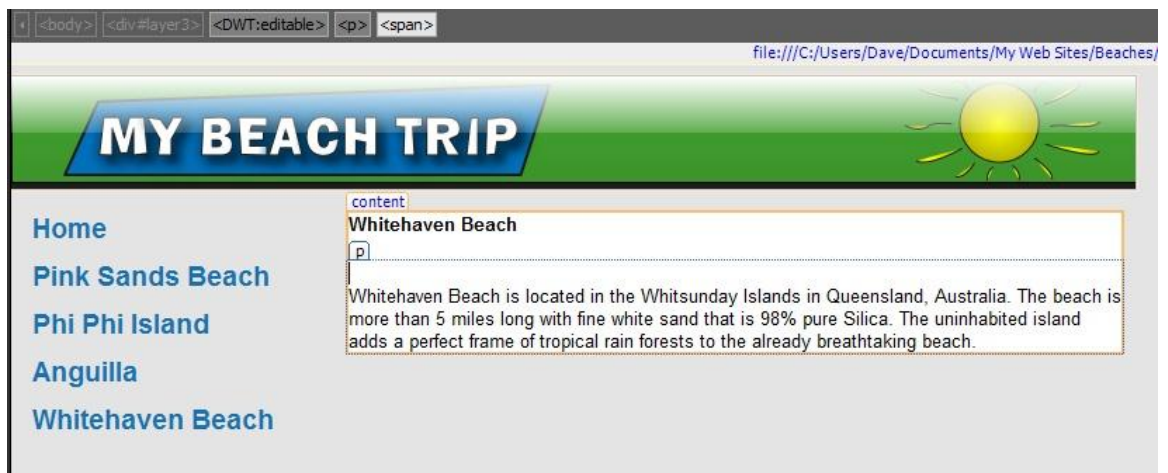 <body> <div#layer3> <DWT:editable> <p> <span>
file:///C:/Users/Dave/Documents/My Web Sites/Beaches/
MY BEACH TRIP
Home
Pink Sands Beach
Phi Phi Island
Anguilla
Whitehaven Beach
content
Whitehaven Beach
p
Whitehaven Beach is located in the Whitsunday Islands in Queensland, Australia. The beach is
more than 5 miles long with fine white sand that is 98% pure Silica. The uninhabited island
adds a perfect frame of tropical rain forests to the already breathtaking beach.